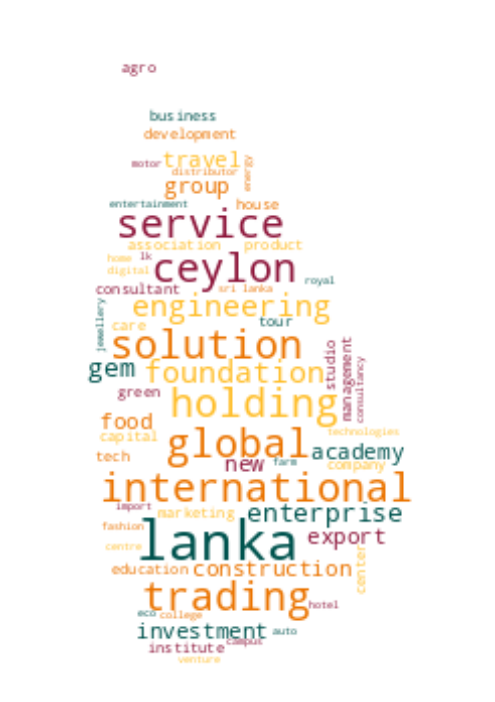 agro
business
development
motor travel
distributor energy
group
entertainment house
service
association product
home lk ceylon
digital royal
consultant sri lanka
jewellery engineering
care tour
solution
gem foundation studio management
green holding consultancy
food
capital global technologies
tech new farm academy
company
international
import marketing enterprise
fashion lanka export
centre
education construction center
trading hotel
eco college
investment auto
institute campus
venture